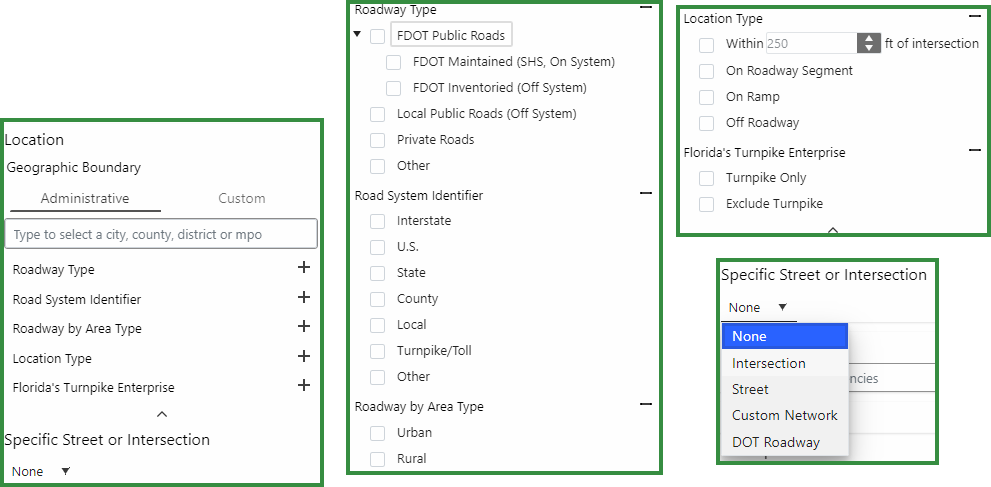 Location
Geographic Boundary
Administrative Custom
Type to select a city, county, district or mpo
Roadway Type
Road System Identifier
Roadway by Area Type
Location Type
Florida's Turnpike Enterprise
Specific Street or Intersection
None
Roadway Type
FDOT Public Roads
FDOT Maintained (SHS, On System)
FDOT Inventoried (Off System)
Local Public Roads (Off System)
Private Roads
Other
Road System Identifier
Interstate
U.S.
State
County
Local
Turnpike/Toll
Other
Roadway by Area Type
Urban
Rural
Location Type
Within 250 ft of intersection
On Roadway Segment
On Ramp
Off Roadway
Florida's Turnpike Enterprise
Turnpike Only
Exclude Turnpike
Specific Street or Intersection
None
None
Intersection
Street
Custom Network
DOT Roadway